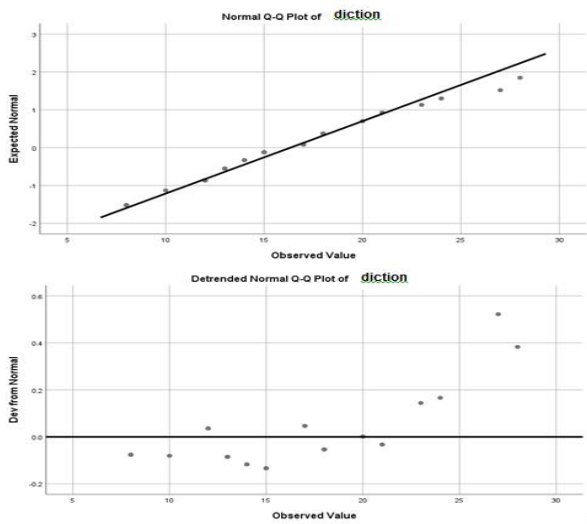 Normal Q-Q Plot of diction
3
2
1
0
-1
-2
Expected Normal
5 10 15 20 25 30
Observed Value
Detrended Normal Q-Q Plot of diction
0.6
0.4
0.2
0.0
-0.2
Dev from Normal
5 10 15 20 25 30
Observed Value